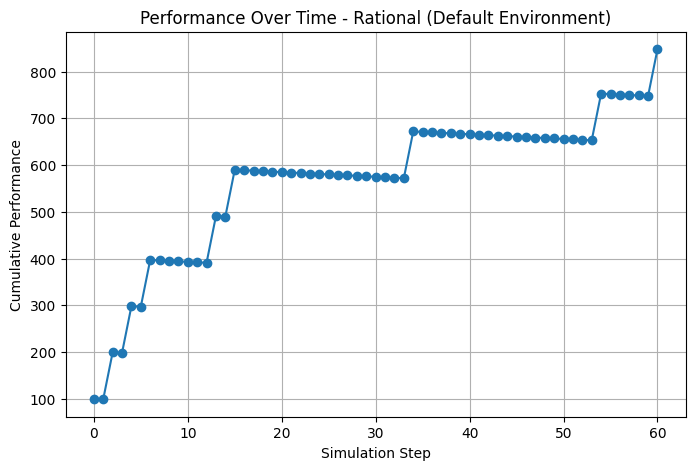 Performance Over Time - Rational (Default Environment)
Cumulative Performance
800
700
600
500
400
300
200
100
0 10 20 30 40 50 60
Simulation Step